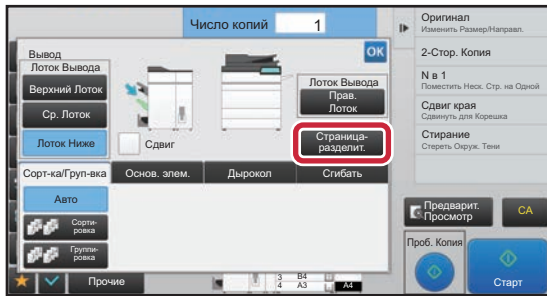 Число копий 1
Вывод
OK
Лоток Вывода
Верхний Лоток
Ср. Лоток
Лоток Ниже
Сдвиг
Лоток Вывода
Прав.
Лоток
Страница-
разделит.
Сорт-ка/Груп-вка
Основ. элем.
Дырокол
Сгибать
Авто
Сорти-
ровка
Группи-
ровка
Прочие
3 B4
4 A3
A4
Оригинал
Изменить Размер/Направл.
2-Стор. Копия
N в 1
Поместить Неск. Стр. на Одной
Сдвиг края
Сдвинуть для Корешка
Стирание
Стереть Окруж. Тени
Предварит.
Просмотр
CA
Проб. Копия
Старт